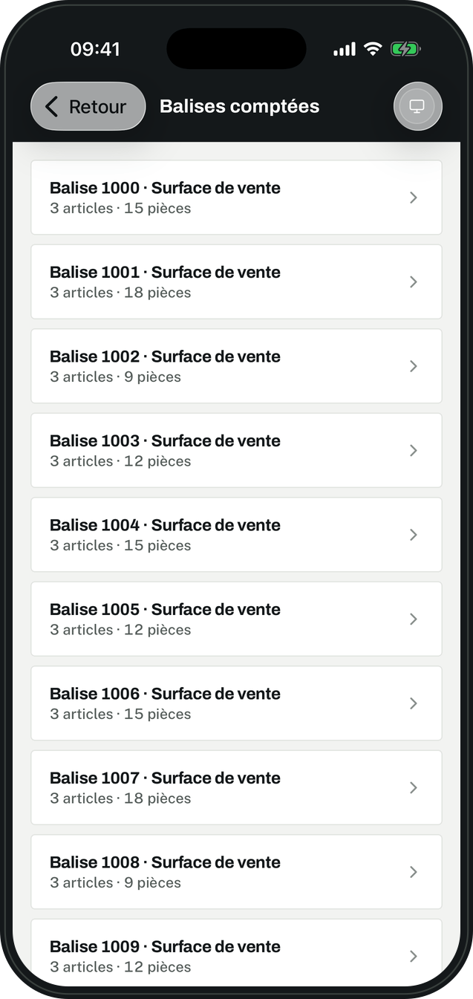 09:41
Retour
Balises comptées
Balise 1000 · Surface de vente
3 articles · 15 pièces
Balise 1001 · Surface de vente
3 articles · 18 pièces
Balise 1002 · Surface de vente
3 articles · 9 pièces
Balise 1003 · Surface de vente
3 articles · 12 pièces
Balise 1004 · Surface de vente
3 articles · 15 pièces
Balise 1005 · Surface de vente
3 articles · 12 pièces
Balise 1006 · Surface de vente
3 articles · 15 pièces
Balise 1007 · Surface de vente
3 articles · 18 pièces
Balise 1008 · Surface de vente
3 articles · 9 pièces
Balise 1009 · Surface de vente
3 articles · 12 pièces